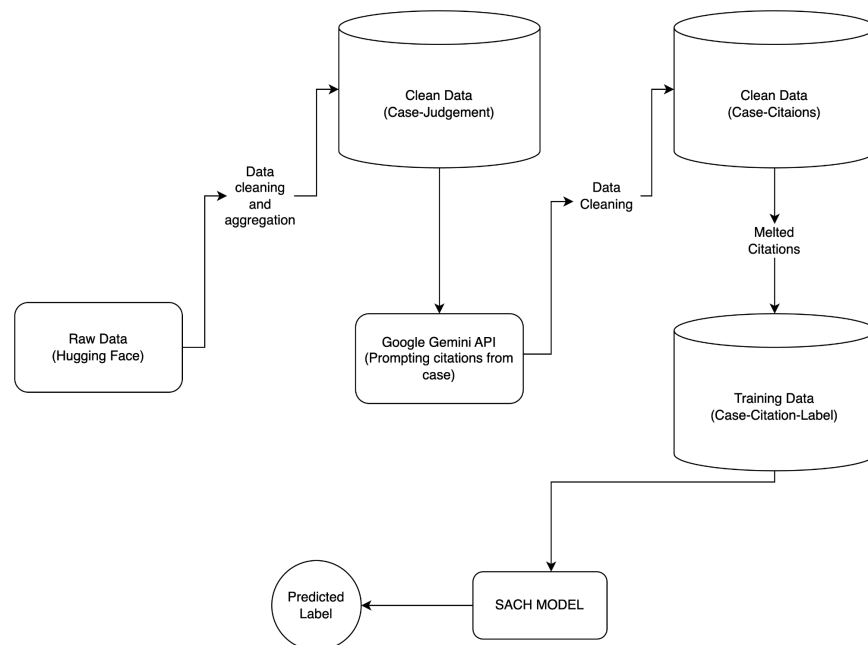 Clean Data
(Case-Judgement)
Clean Data
(Case-Citaions)
Data
cleaning
and
aggregation
Data
Cleaning
Melted
Citations
Raw Data
(Hugging Face)
Google Gemini API
(Prompting citations from
case)
Training Data
(Case-Citation-Label)
Predicted
Label
SACH MODEL